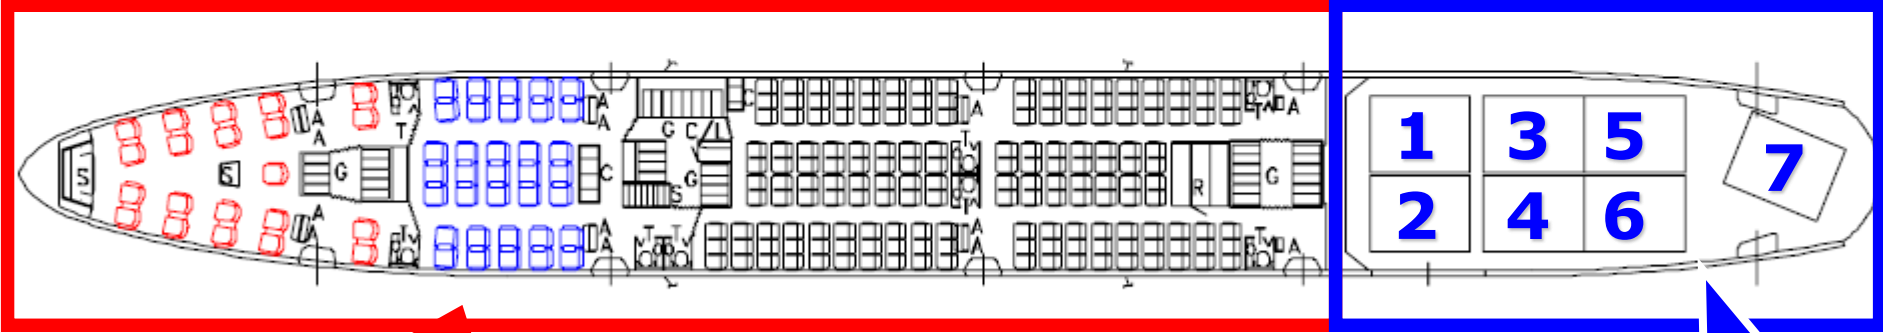 A A C A T A A
A A
A T G C L T 1 3 5
V
S S G C G R G 7
S
T
A A A 2 4 6
A T V A V T T V A T V A